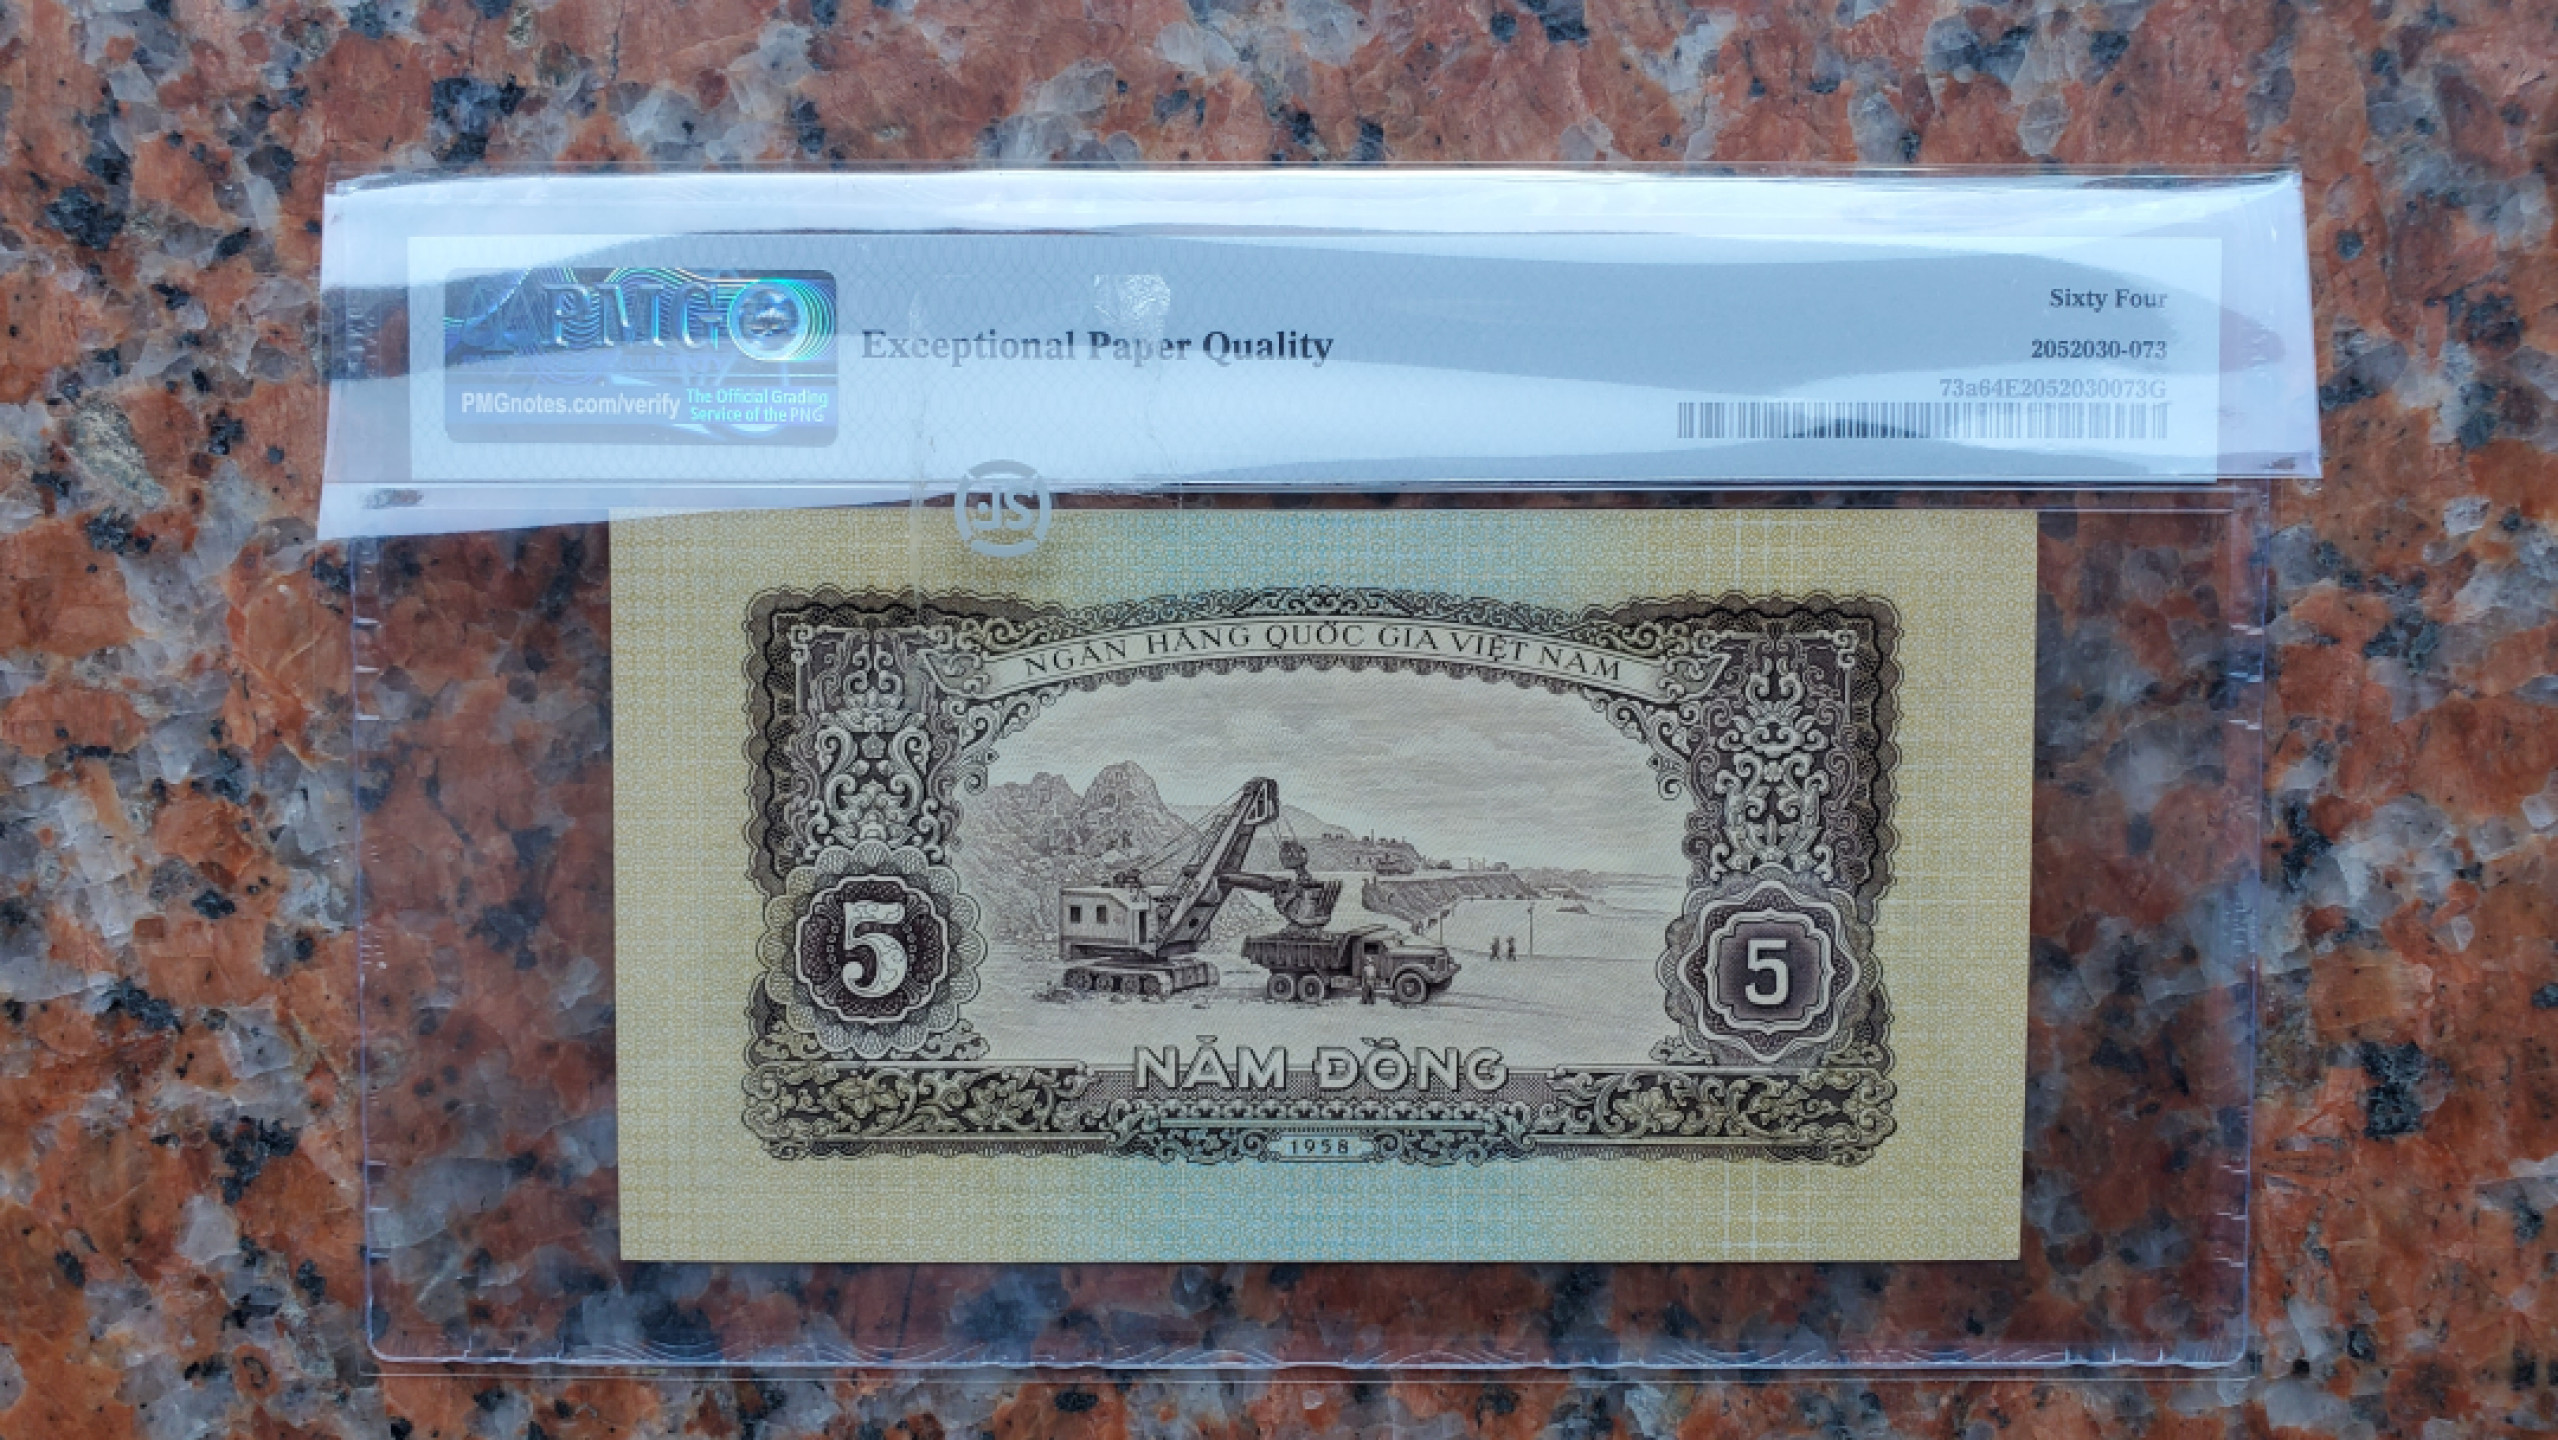 PMG
PMGnotes.com/verify
The Official Grading
Service of the PNG
Exceptional Paper Quality
Sixty Four
2052030-073
73a64E2052030073G
NGÂN HÀNG QUỐC GIA VIỆT NAM
5
5
NĂM ĐỒNG
1958